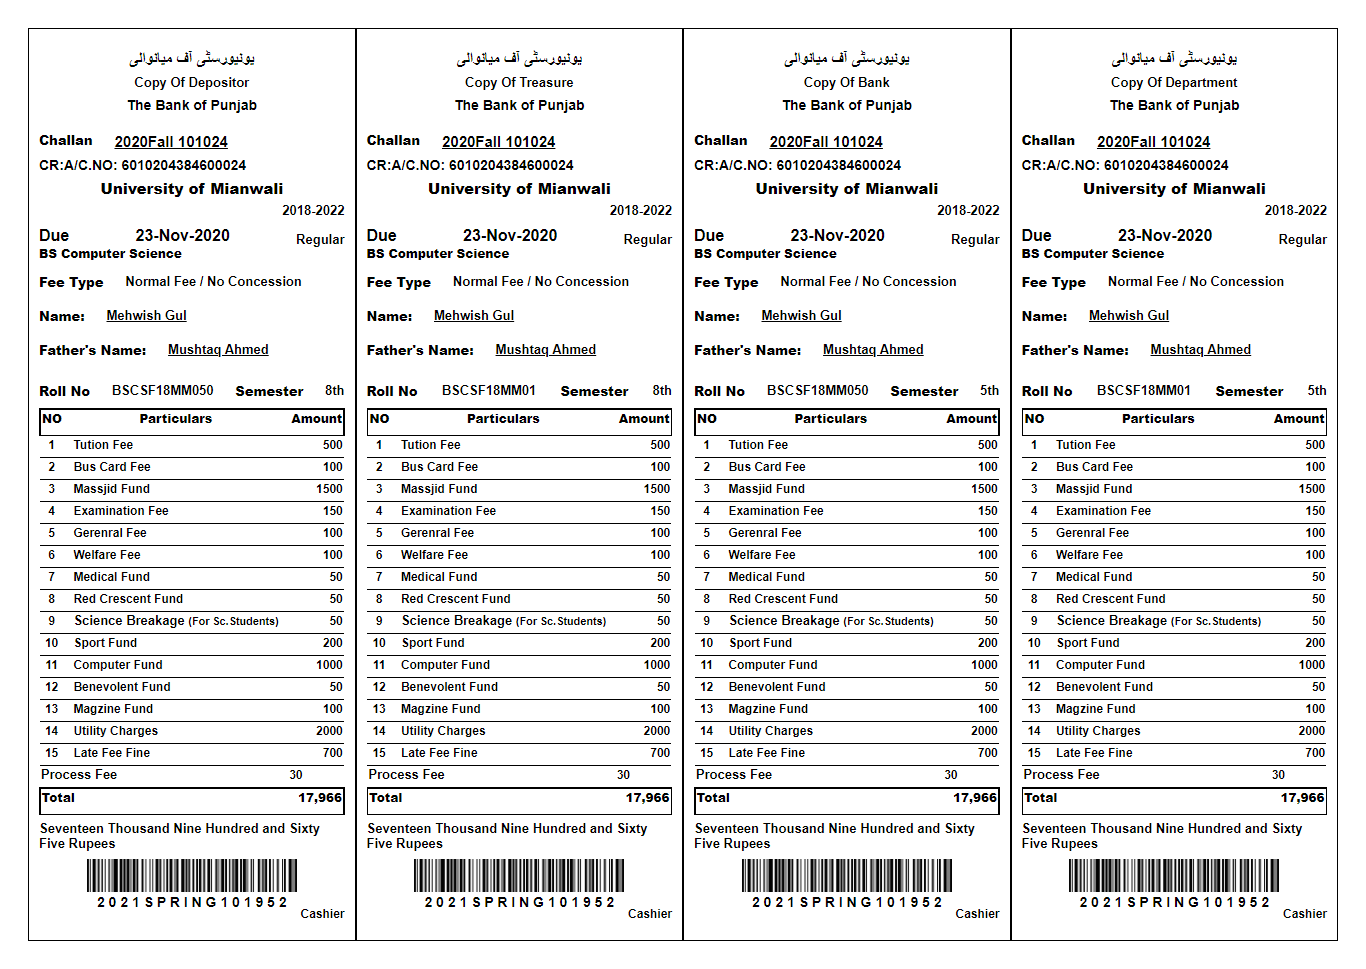 یونیورسٹی آف میانوالی
Copy Of Depositor
The Bank of Punjab
Challan 2020Fall 101024
CR:A/C.NO: 6010204384600024
University of Mianwali
2018-2022
Due 23-Nov-2020 Regular
BS Computer Science
Fee Type Normal Fee / No Concession
Name: Mehwish Gul
Father's Name: Mushtaq Ahmed
Roll No BSCSF18MM050 Semester 8th
NO Particulars Amount
1 Tution Fee 500
2 Bus Card Fee 100
3 Massjid Fund 1500
4 Examination Fee 150
5 Gerenral Fee 100
6 Welfare Fee 100
7 Medical Fund 50
8 Red Crescent Fund 50
9 Science Breakage (For Sc.Students) 50
10 Sport Fund 200
11 Computer Fund 1000
12 Benevolent Fund 50
13 Magzine Fund 100
14 Utility Charges 2000
15 Late Fee Fine 700
Process Fee 30
Total 17,966
Seventeen Thousand Nine Hundred and Sixty
Five Rupees
2021SPRING101952
Cashier
یونیورسٹی آف میانوالی
Copy Of Treasure
The Bank of Punjab
Challan 2020Fall 101024
CR:A/C.NO: 6010204384600024
University of Mianwali
2018-2022
Due 23-Nov-2020 Regular
BS Computer Science
Fee Type Normal Fee / No Concession
Name: Mehwish Gul
Father's Name: Mushtaq Ahmed
Roll No BSCSF18MM01 Semester 8th
NO Particulars Amount
1 Tution Fee 500
2 Bus Card Fee 100
3 Massjid Fund 1500
4 Examination Fee 150
5 Gerenral Fee 100
6 Welfare Fee 100
7 Medical Fund 50
8 Red Crescent Fund 50
9 Science Breakage (For Sc.Students) 50
10 Sport Fund 200
11 Computer Fund 1000
12 Benevolent Fund 50
13 Magzine Fund 100
14 Utility Charges 2000
15 Late Fee Fine 700
Process Fee 30
Total 17,966
Seventeen Thousand Nine Hundred and Sixty
Five Rupees
2021SPRING101952
Cashier
یونیورسٹی آف میانوالی
Copy Of Bank
The Bank of Punjab
Challan 2020Fall 101024
CR:A/C.NO: 6010204384600024
University of Mianwali
2018-2022
Due 23-Nov-2020 Regular
BS Computer Science
Fee Type Normal Fee / No Concession
Name: Mehwish Gul
Father's Name: Mushtaq Ahmed
Roll No BSCSF18MM050 Semester 5th
NO Particulars Amount
1 Tution Fee 500
2 Bus Card Fee 100
3 Massjid Fund 1500
4 Examination Fee 150
5 Gerenral Fee 100
6 Welfare Fee 100
7 Medical Fund 50
8 Red Crescent Fund 50
9 Science Breakage (For Sc.Students) 50
10 Sport Fund 200
11 Computer Fund 1000
12 Benevolent Fund 50
13 Magzine Fund 100
14 Utility Charges 2000
15 Late Fee Fine 700
Process Fee 30
Total 17,966
Seventeen Thousand Nine Hundred and Sixty
Five Rupees
2021SPRING101952
Cashier
یونیورسٹی آف میانوالی
Copy Of Department
The Bank of Punjab
Challan 2020Fall 101024
CR:A/C.NO: 6010204384600024
University of Mianwali
2018-2022
Due 23-Nov-2020 Regular
BS Computer Science
Fee Type Normal Fee / No Concession
Name: Mehwish Gul
Father's Name: Mushtaq Ahmed
Roll No BSCSF18MM01 Semester 5th
NO Particulars Amount
1 Tution Fee 500
2 Bus Card Fee 100
3 Massjid Fund 1500
4 Examination Fee 150
5 Gerenral Fee 100
6 Welfare Fee 100
7 Medical Fund 50
8 Red Crescent Fund 50
9 Science Breakage (For Sc.Students) 50
10 Sport Fund 200
11 Computer Fund 1000
12 Benevolent Fund 50
13 Magzine Fund 100
14 Utility Charges 2000
15 Late Fee Fine 700
Process Fee 30
Total 17,966
Seventeen Thousand Nine Hundred and Sixty
Five Rupees
2021SPRING101952
Cashier